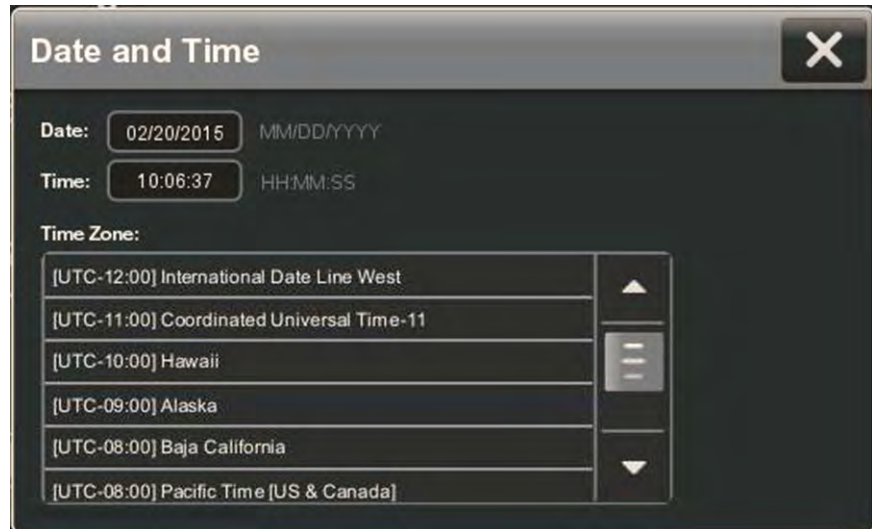 Date and Time
Date: 02/20/2015 MM/DD/YYYY
Time: 10:06:37 HH:MM:SS
Time Zone:
[UTC-12:00] International Date Line West
[UTC-11:00] Coordinated Universal Time-11
[UTC-10:00] Hawaii
[UTC-09:00] Alaska
[UTC-08:00] Baja California
[UTC-08:00] Pacific Time [US & Canada]